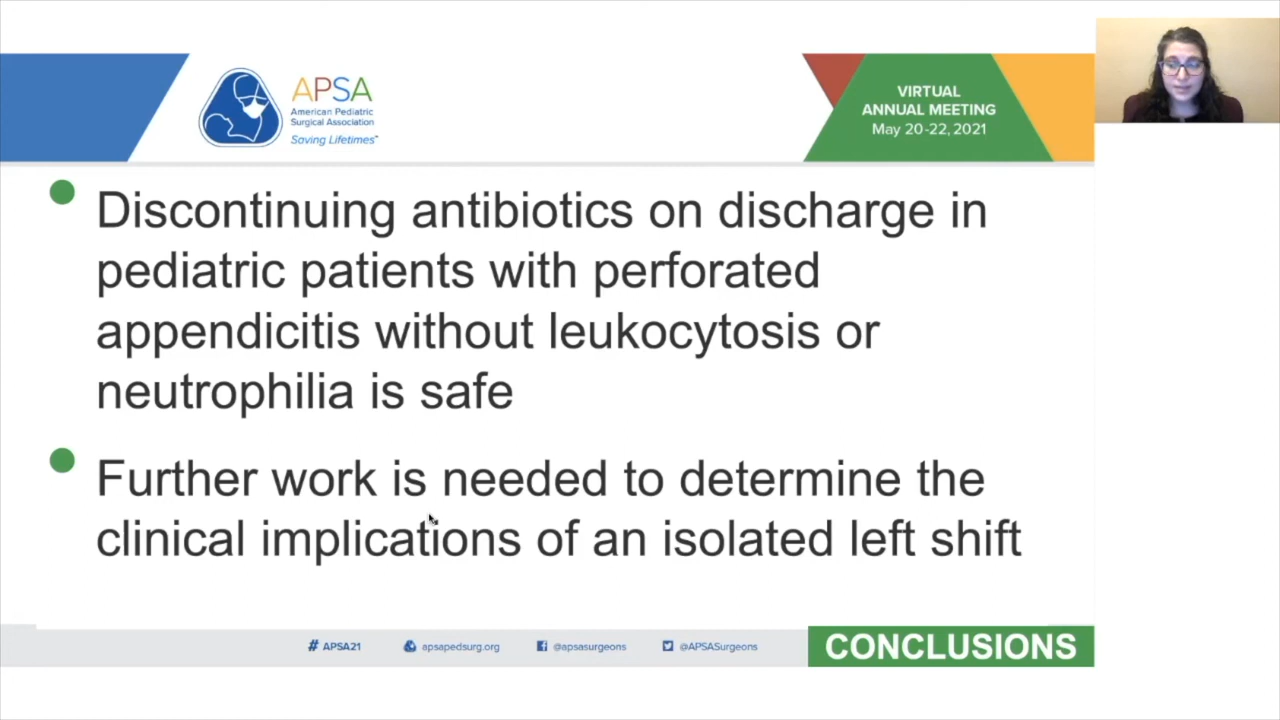 APSA
American Pediatric
Surgical Association
Saving Lifetimes™
VIRTUAL
ANNUAL MEETING
May 20-22, 2021
Discontinuing antibiotics on discharge in
pediatric patients with perforated
appendicitis without leukocytosis or
neutrophilia is safe
Further work is needed to determine the
clinical implications of an isolated left shift
# APSA21
apsapedsurg.org
@apsasurgeons
@APSASurgeons
CONCLUSIONS